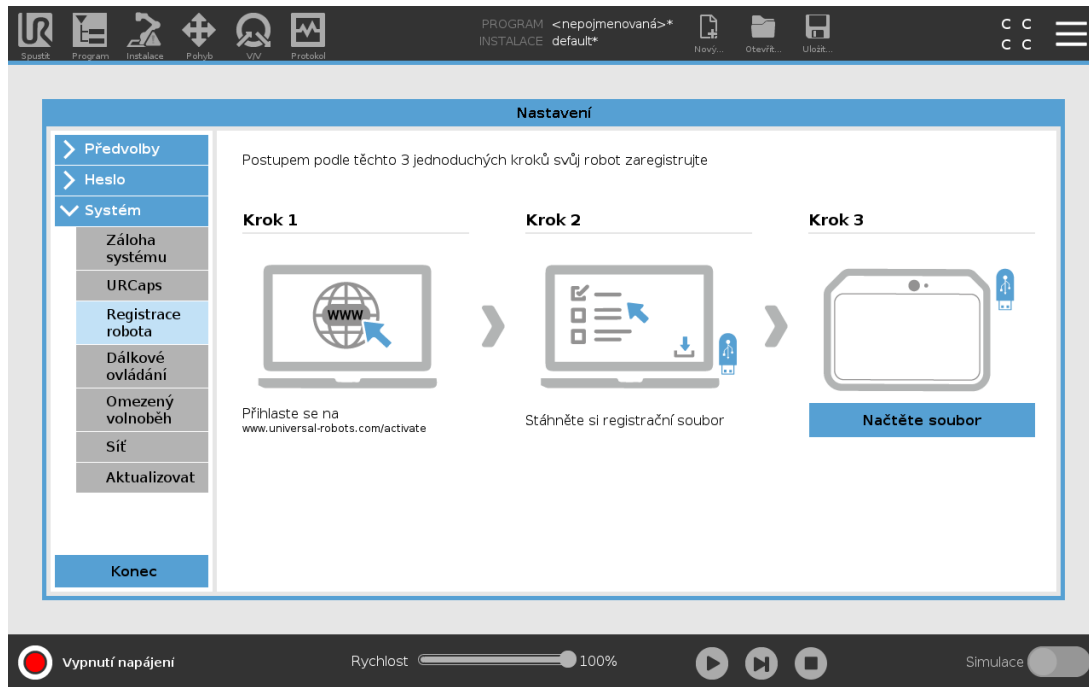 UR
PROGRAM <nepojmenovaná>*
INSTALACE default*
C C
C C
Spustit Program Instalace Pohyb V/V Protokol Nový... Otevřít... Uložit...
Nastavení
Předvolby
Heslo
Systém
Záloha
systému
URCaps
Registrace
robota
Dálkové
ovládání
Omezený
volnoběh
Síť
Aktualizovat
Konec
Postupem podle těchto 3 jednoduchých kroků svůj robot zaregistrujte
Krok 1
www
Přihlaste se na
www.universal-robots.com/activate
Krok 2
Stáhněte si registrační soubor
Krok 3
Načtěte soubor
Vypnutí napájení
Rychlost 100%
Simulace